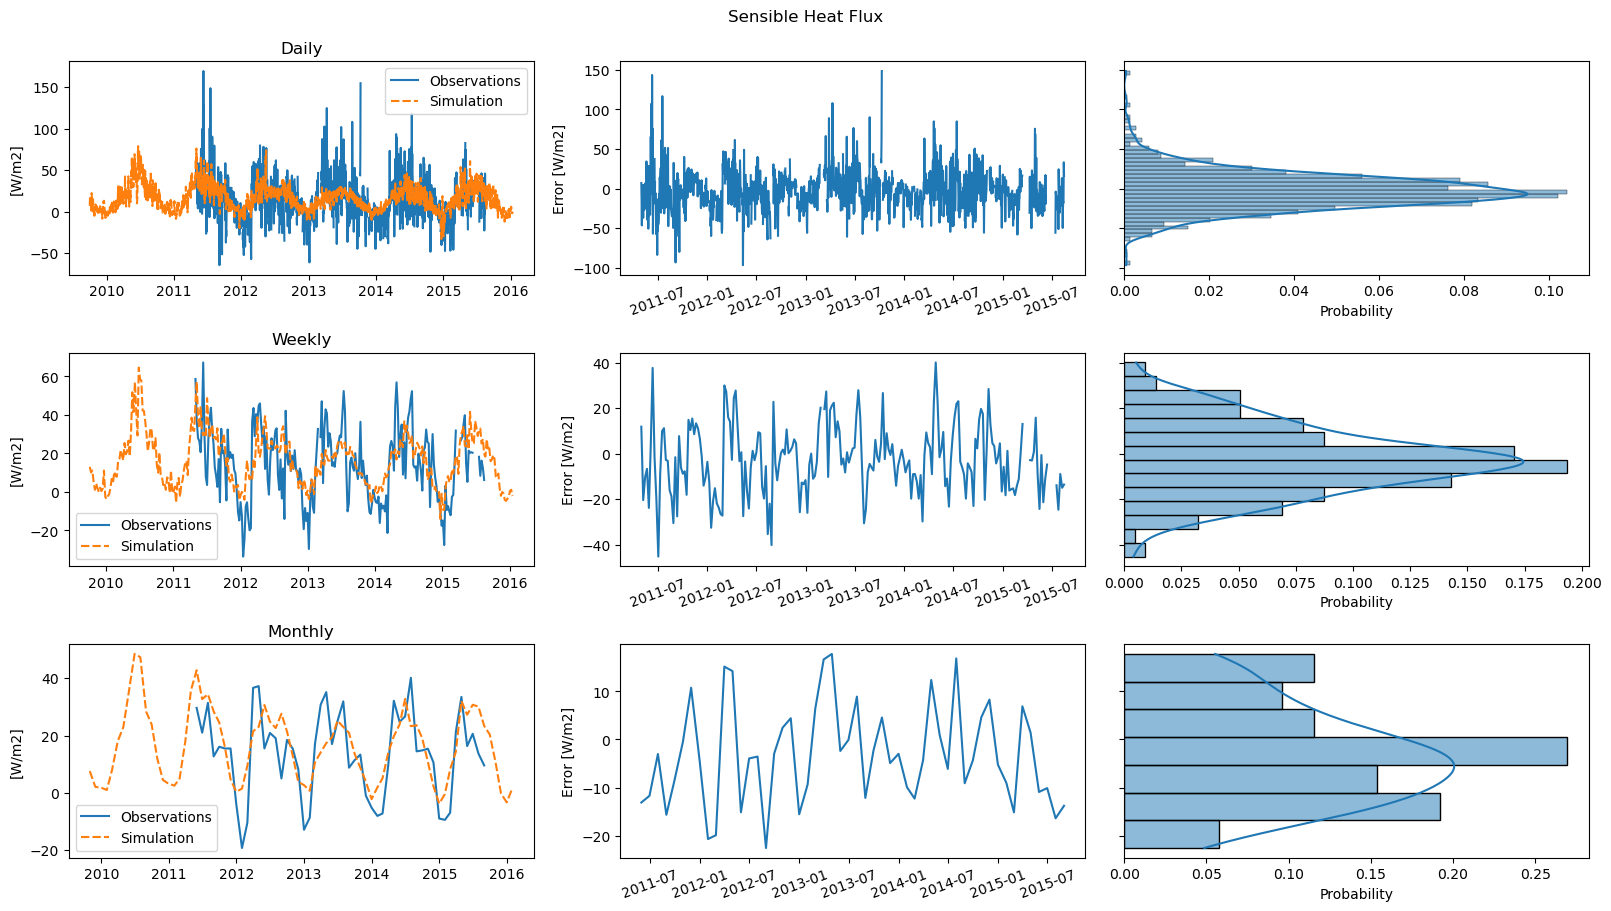 Sensible Heat Flux
Daily
[W/m2]
150
100
50
0
−50
Observations
Simulation
2010 2011 2012 2013 2014 2015 2016
Error [W/m2]
150
100
50
0
−50
−100
2011-07 2012-01 2012-07 2013-01 2013-07 2014-01 2014-07 2015-01 2015-07
0.00 0.02 0.04 0.06 0.08 0.10
Probability
Weekly
[W/m2]
60
40
20
0
−20
Observations
Simulation
2010 2011 2012 2013 2014 2015 2016
Error [W/m2]
40
20
0
−20
−40
2011-07 2012-01 2012-07 2013-01 2013-07 2014-01 2014-07 2015-01 2015-07
0.000 0.025 0.050 0.075 0.100 0.125 0.150 0.175 0.200
Probability
Monthly
[W/m2]
40
20
0
−20
Observations
Simulation
2010 2011 2012 2013 2014 2015 2016
Error [W/m2]
10
0
−10
−20
2011-07 2012-01 2012-07 2013-01 2013-07 2014-01 2014-07 2015-01 2015-07
0.00 0.05 0.10 0.15 0.20 0.25
Probability